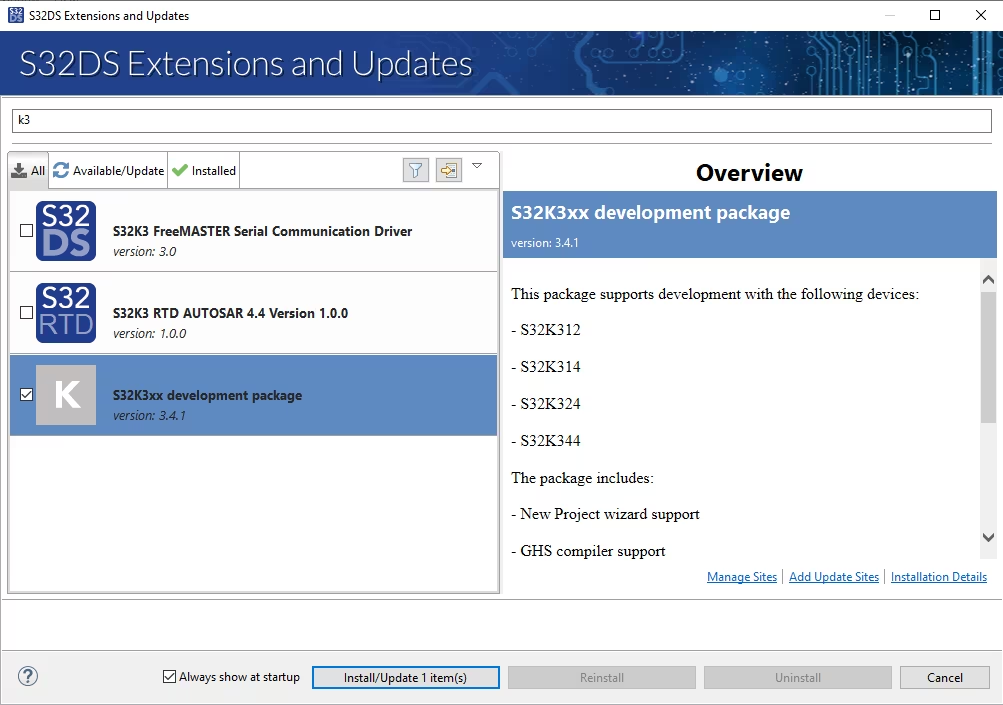 S32DS Extensions and Updates
S32DS Extensions and Updates
k3
All
Available/Update
Installed
S32
DS
S32K3 FreeMASTER Serial Communication Driver
version: 3.0
S32
RTD
S32K3 RTD AUTOSAR 4.4 Version 1.0.0
version: 1.0.0
K
S32K3xx development package
version: 3.4.1
Overview
S32K3xx development package
version: 3.4.1
This package supports development with the following devices:
- S32K312
- S32K314
- S32K324
- S32K344
The package includes:
- New Project wizard support
- GHS compiler support
Manage Sites
Add Update Sites
Installation Details
?
Always show at startup
Install/Update 1 item(s)
Reinstall
Uninstall
Cancel